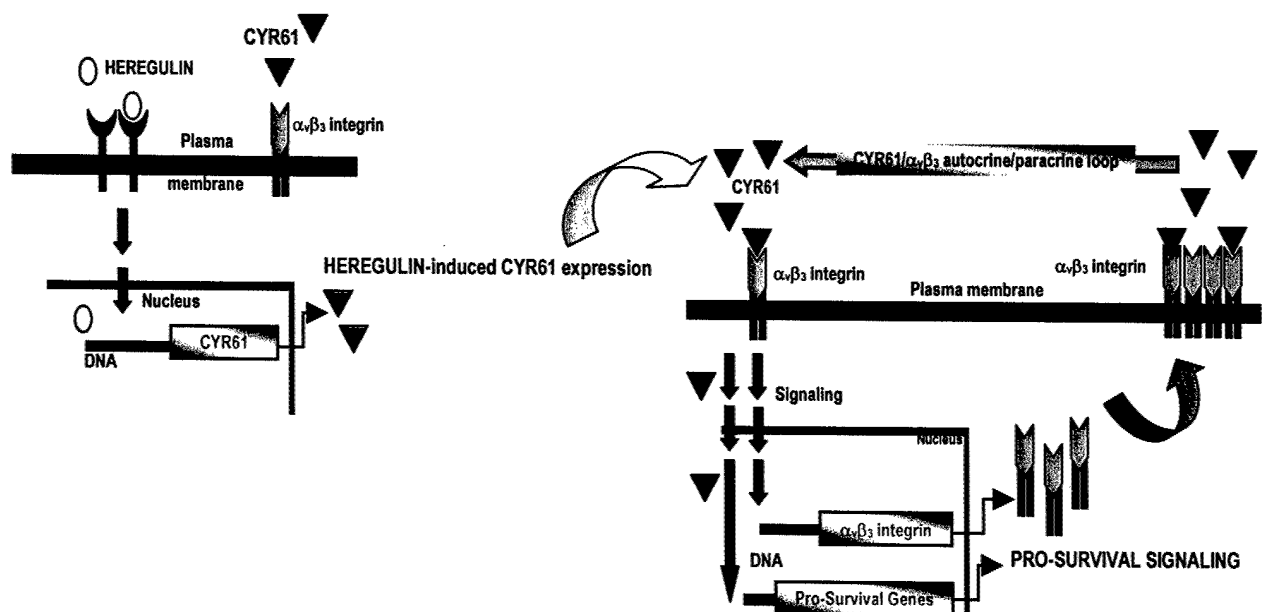 CYR61
HEREGULIN
αvβ3 integrin
Plasma
membrane
Nucleus
CYR61
DNA
HEREGULIN-induced CYR61 expression
CYR61/αvβ3 autocrine/paracrine loop
CYR61
αvβ3 integrin
αvβ3 integrin
Plasma membrane
Signaling
Nucleus
αvβ3 integrin
DNA
PRO-SURVIVAL SIGNALING
Pro-Survival Genes